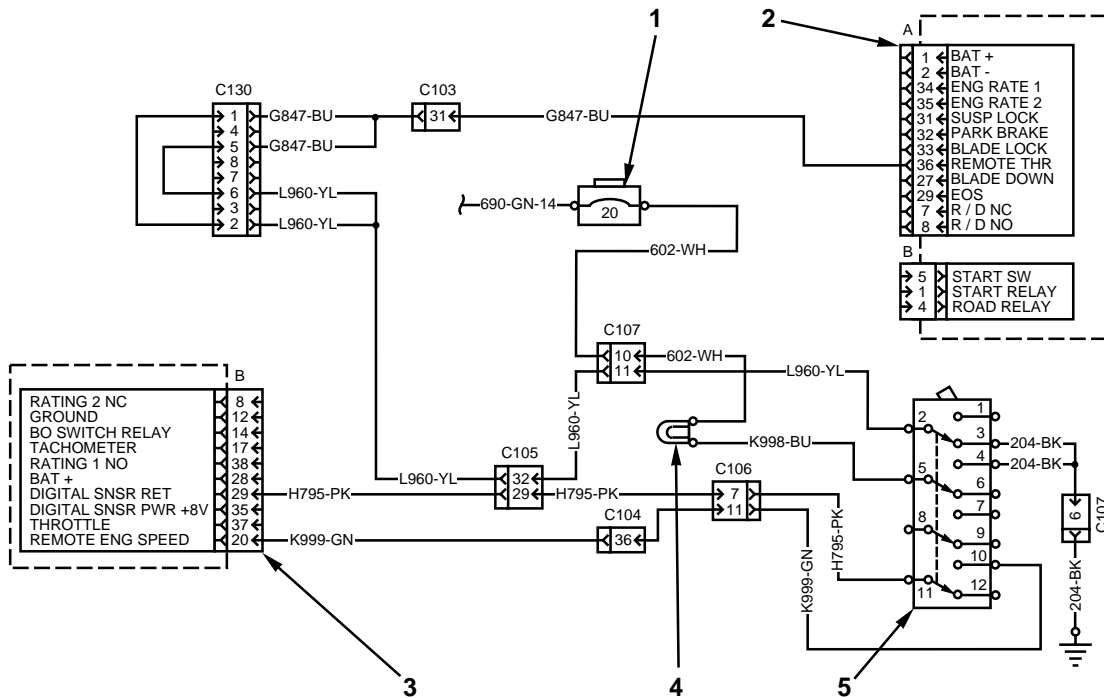 1
2
A
1 BAT +
2 BAT -
34 ENG RATE 1
35 ENG RATE 2
31 SUSP LOCK
32 PARK BRAKE
33 BLADE LOCK
36 REMOTE THR
27 BLADE DOWN
29 EOS
7 R / D NC
8 R / D NO
B
5 START SW
1 START RELAY
4 ROAD RELAY
C130
1 G847-BU
4
5 G847-BU
8
7
6 L960-YL
3
2 L960-YL
C103
31 G847-BU
690-GN-14
20
602-WH
C107
10 602-WH
11 L960-YL
L960-YL
B
RATING 2 NC 8
GROUND 12
BO SWITCH RELAY 14
TACHOMETER 17
RATING 1 NO 38
BAT + 28
DIGITAL SNSR RET 29 H795-PK
DIGITAL SNSR PWR +8V 35
THROTTLE 37
REMOTE ENG SPEED 20 K999-GN
L960-YL
C105
32
29 H795-PK
C104
36
C106
7
11
K998-BU
H795-PK
K999-GN
1
2
3 204-BK
4 204-BK
5
6
7
8
9
10
11
12
6
C107
204-BK
3
4
5